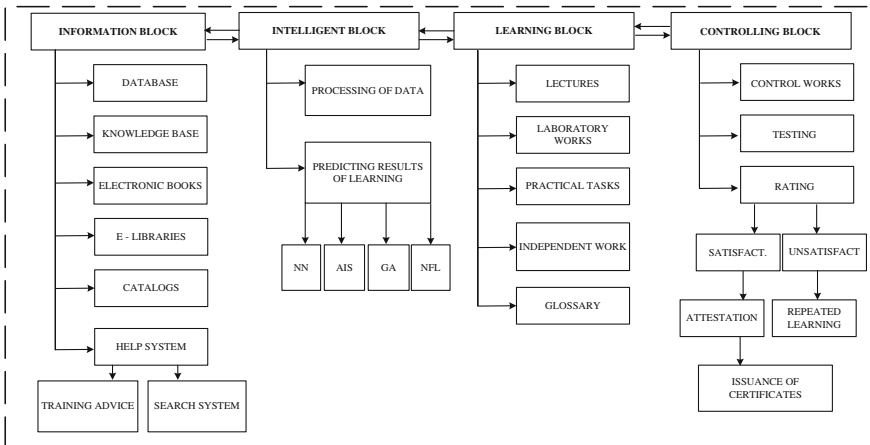 INFORMATION BLOCK
INTELLIGENT BLOCK
LEARNING BLOCK
CONTROLLING BLOCK
DATABASE
KNOWLEDGE BASE
ELECTRONIC BOOKS
E - LIBRARIES
CATALOGS
HELP SYSTEM
TRAINING ADVICE
SEARCH SYSTEM
PROCESSING OF DATA
PREDICTING RESULTS
OF LEARNING
NN
AIS
GA
NFL
LECTURES
LABORATORY
WORKS
PRACTICAL TASKS
INDEPENDENT WORK
GLOSSARY
CONTROL WORKS
TESTING
RATING
SATISFACT.
UNSATISFACT
ATTESTATION
REPEATED
LEARNING
ISSUANCE OF
CERTIFICATES